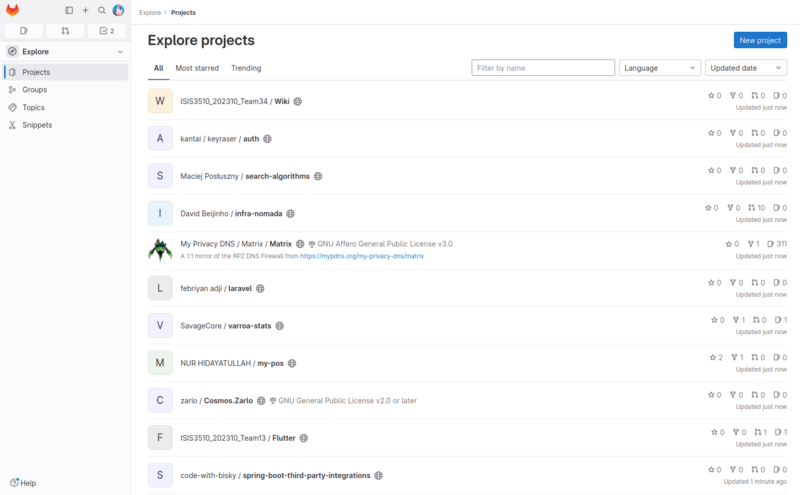 2
Explore
Projects
Groups
Topics
Snippets
Help
Explore › Projects
Explore projects
New project
All Most starred Trending
Filter by name
Language
Updated date
W ISIS3510_202310_Team34 / Wiki
0 0 0 0
Updated just now
A kantai / keyraser / auth
0 0 0 0
Updated just now
S Maciej Posłuszny / search-algorithms
0 0 0 0
Updated just now
I David Beijinho / infra-nomada
0 0 10 0
Updated just now
My Privacy DNS / Matrix / Matrix GNU Affero General Public License v3.0
A 1:1 mirror of the RPZ DNS Firewall from https://mypdns.org/my-privacy-dns/matrix
0 1 311
Updated just now
L febriyan adji / laravel
0 0 0 0
Updated just now
V SavageCore / varroa-stats
0 1 0 1
Updated just now
M NUR HIDAYATULLAH / my-pos
2 1 0 0
Updated just now
C zarlo / Cosmos.Zarlo GNU General Public License v2.0 or later
0 0 0 0
Updated just now
F ISIS3510_202310_Team13 / Flutter
0 0 1 1
Updated just now
S code-with-bisky / spring-boot-third-party-integrations
0 0 0 0
Updated 1 minute ago